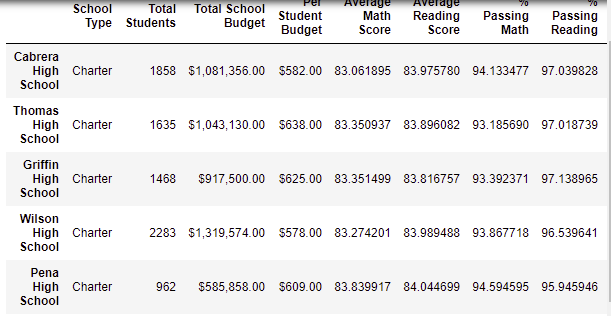 School Type Total Students Total School Budget Per Student Budget Average Math Score Average Reading Score % Passing Math % Passing Reading
Cabrera High School Charter 1858 $1,081,356.00 $582.00 83.061895 83.975780 94.133477 97.039828
Thomas High School Charter 1635 $1,043,130.00 $638.00 83.350937 83.896082 93.185690 97.018739
Griffin High School Charter 1468 $917,500.00 $625.00 83.351499 83.816757 93.392371 97.138965
Wilson High School Charter 2283 $1,319,574.00 $578.00 83.274201 83.989488 93.867718 96.539641
Pena High School Charter 962 $585,858.00 $609.00 83.839917 84.044699 94.594595 95.945946